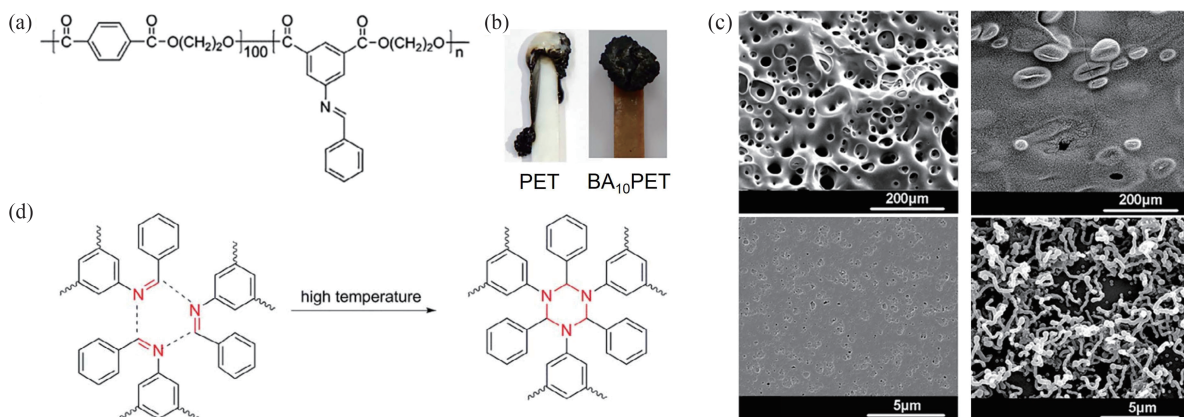 (a)
(b)
(c)
O
O
O
O
C
C—O(CH₂)₂O
100
C
C—O(CH₂)₂O
n
N
PET
BA₁₀PET
200μm
200μm
(d)
N
N
N
high temperature
N
N
N
5μm
5μm